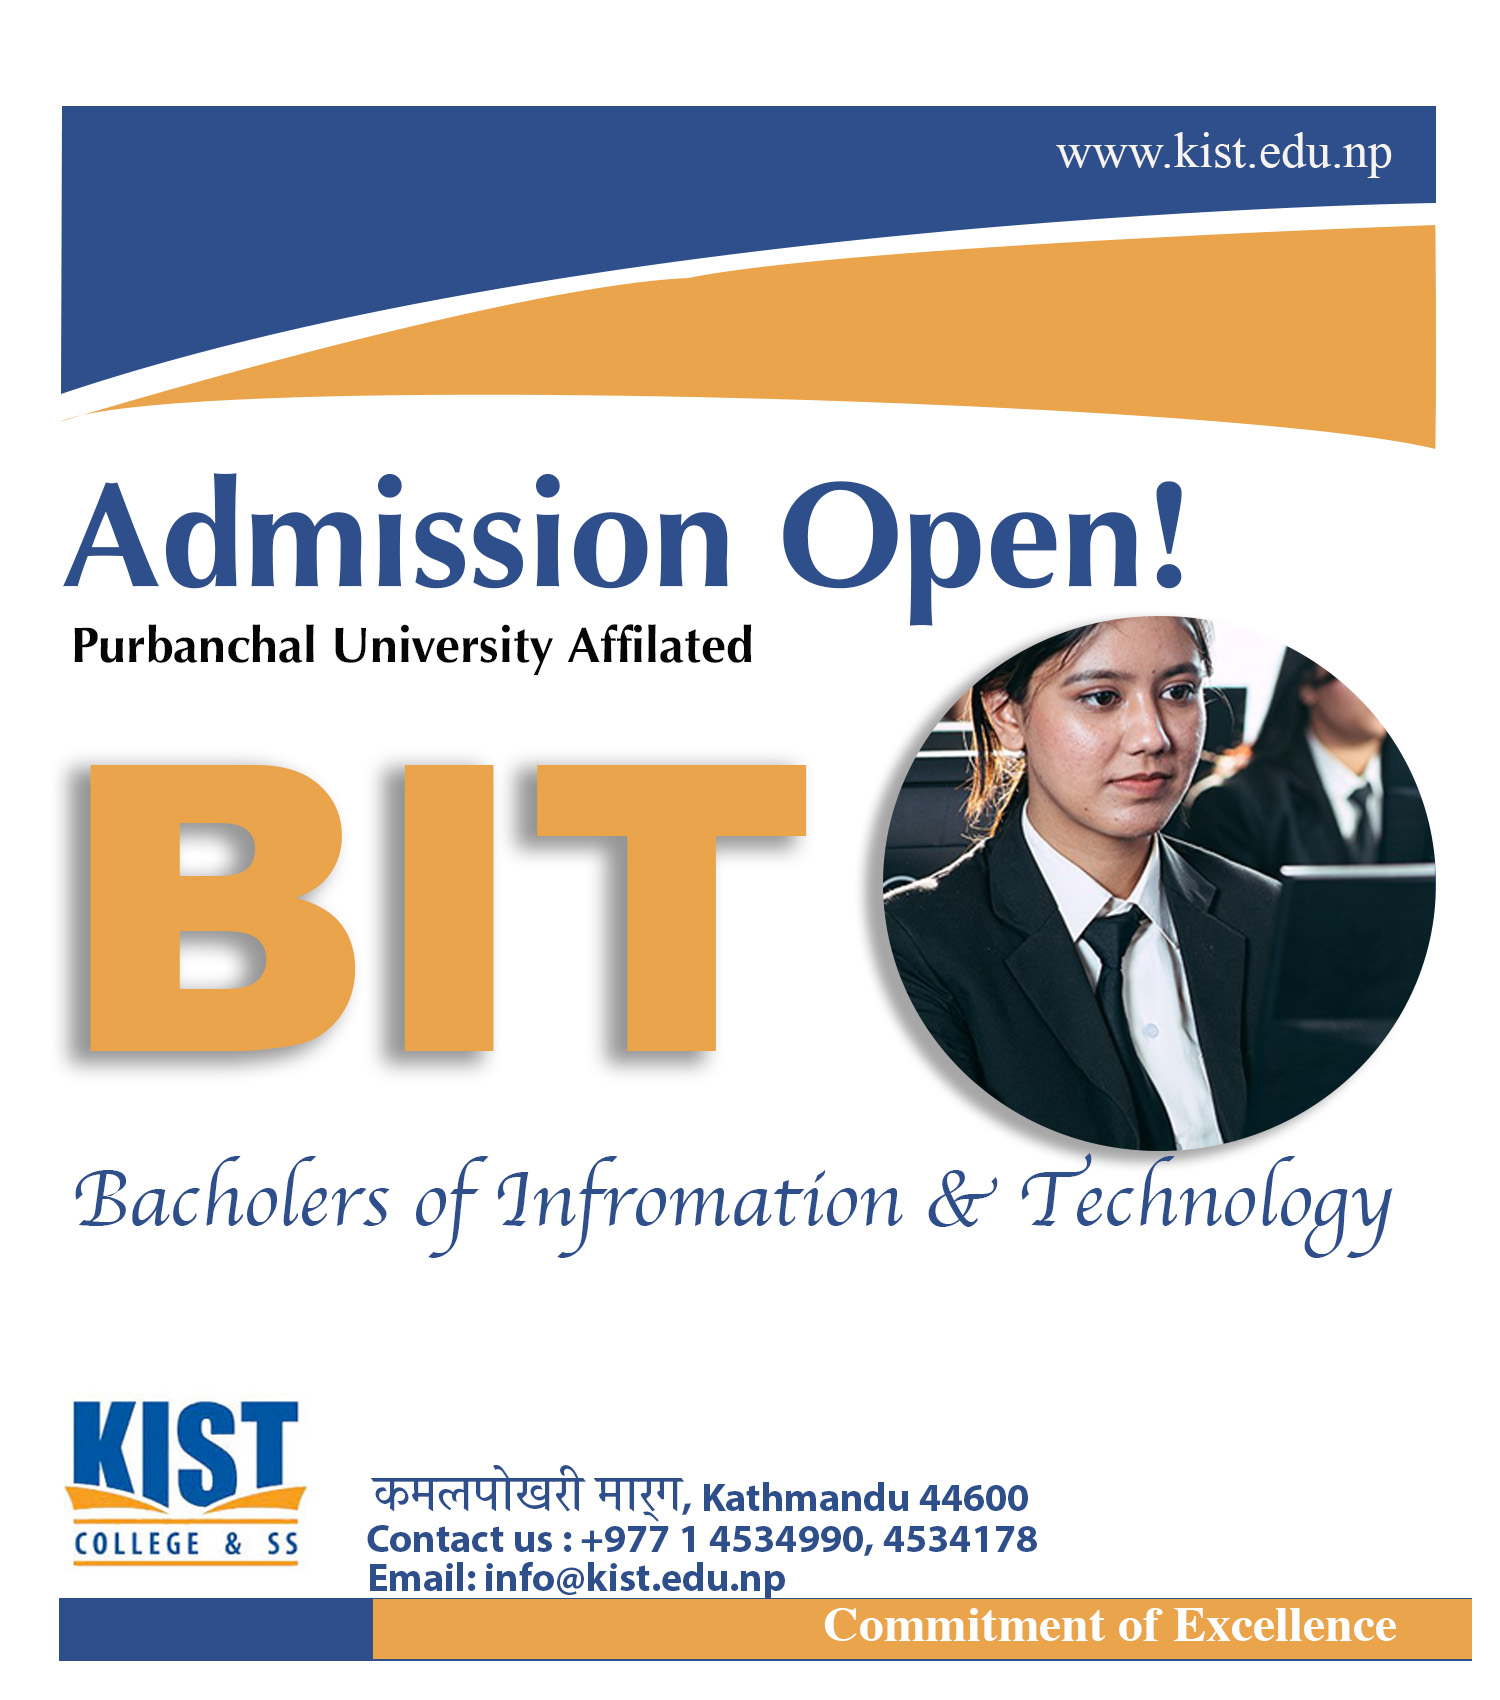 www.kist.edu.np
Admission Open!
Purbanchal University Affilated
BIT
Bacholers of Infromation & Technology
KIST
COLLEGE & SS
कमलपोखरी मार्ग, Kathmandu 44600
Contact us : +977 1 4534990, 4534178
Email: info@kist.edu.np
Commitment of Excellence